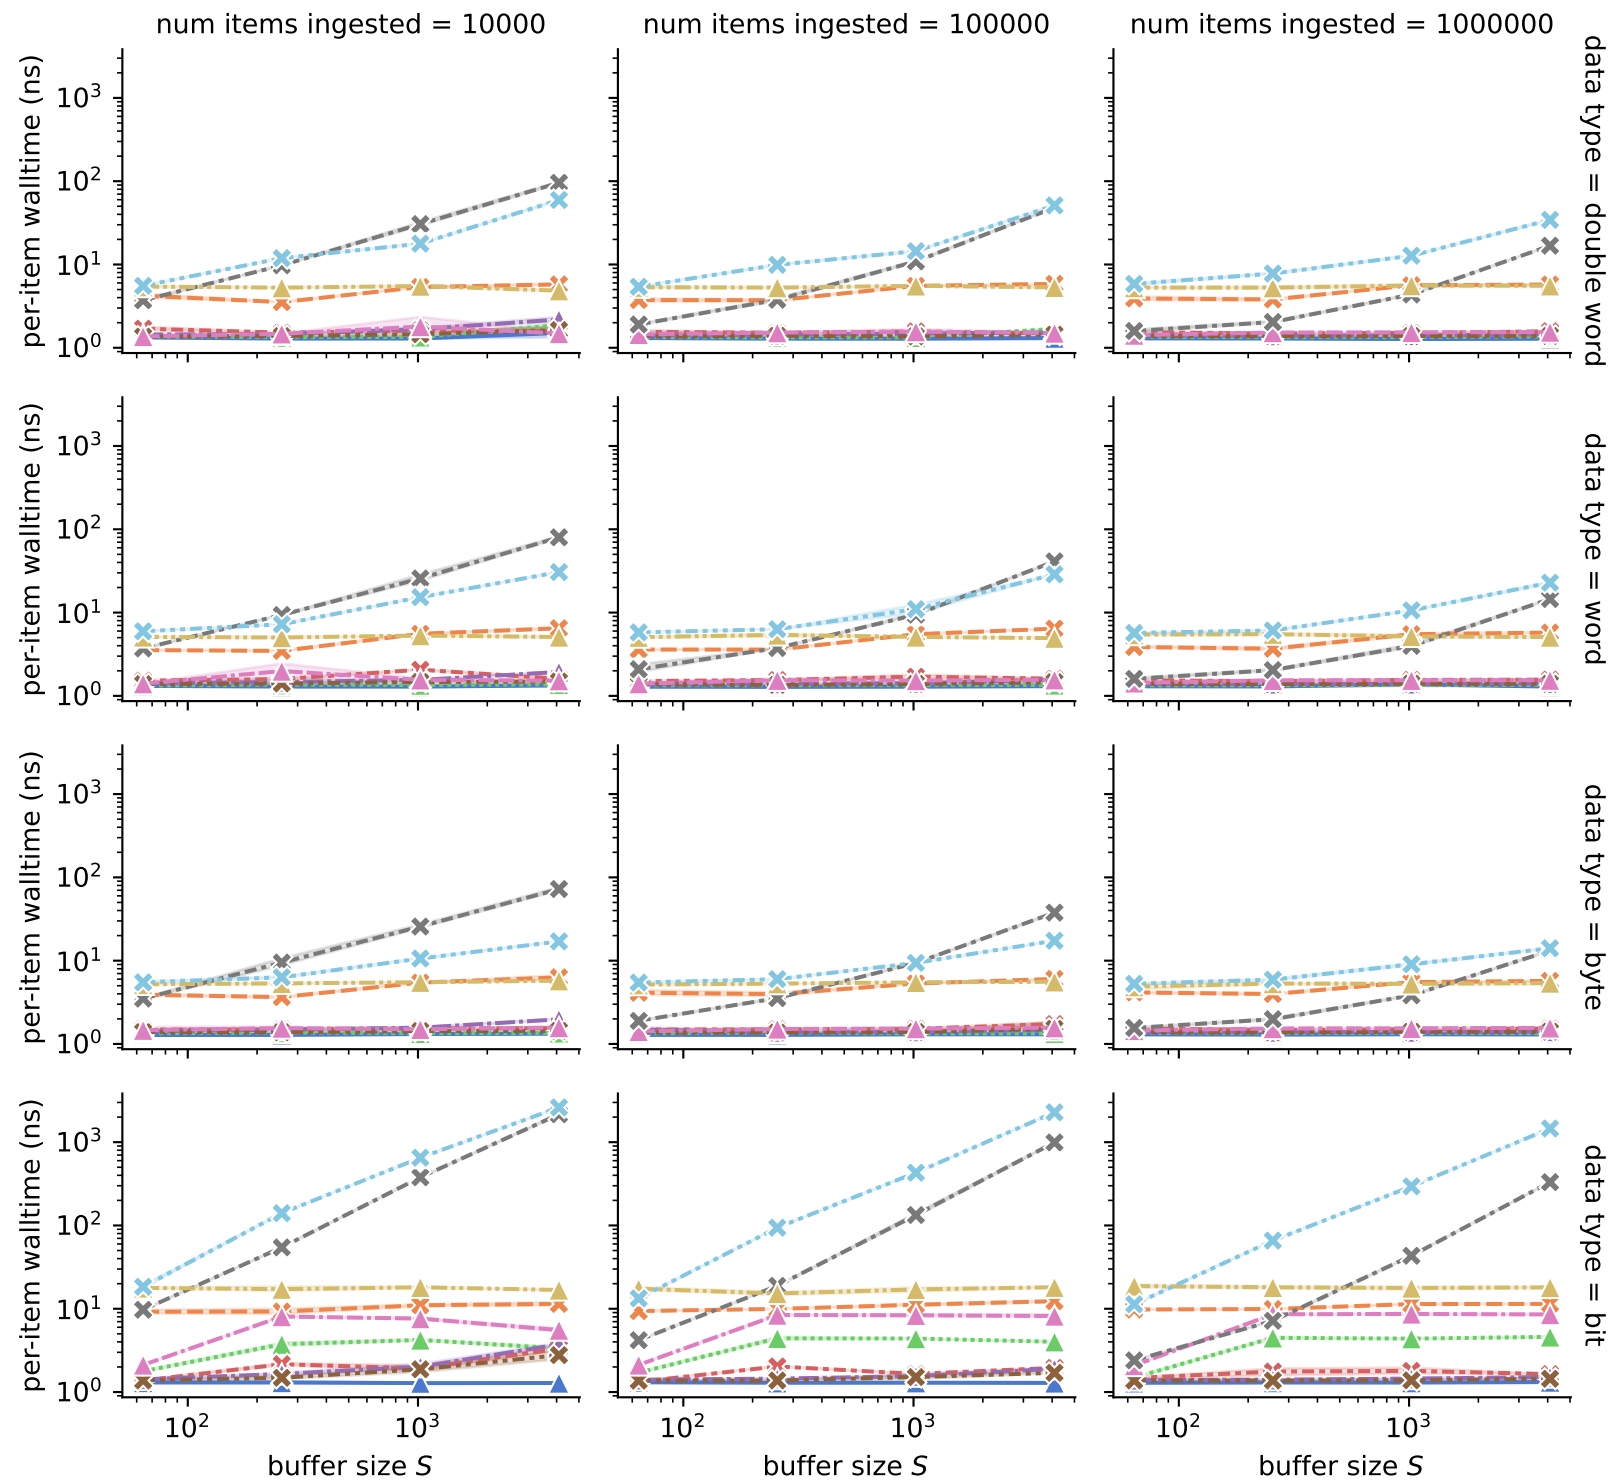 num items ingested = 10000
num items ingested = 100000
num items ingested = 1000000
per-item walltime (ns)
10³
10²
10¹
10⁰
data type = double word
per-item walltime (ns)
10³
10²
10¹
10⁰
data type = word
per-item walltime (ns)
10³
10²
10¹
10⁰
data type = byte
per-item walltime (ns)
10³
10²
10¹
10⁰
data type = bit
10²
10³
10²
10³
10²
10³
buffer size S
buffer size S
buffer size S